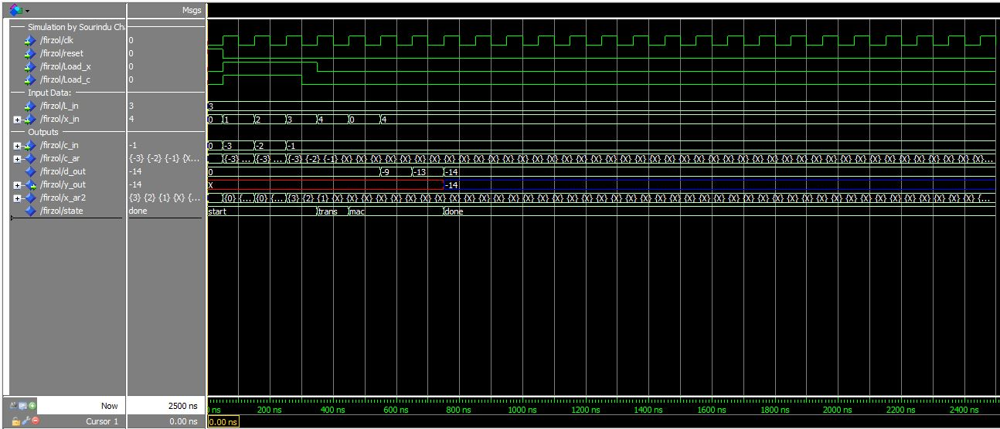 Msgs
Simulation by Sourindu Cha
/firzol/clk 0
/firzol/reset 0
/firzol/Load_x 0
/firzol/Load_c 0
Input Data:
/firzol/L_in 3 3
/firzol/x_in 4 0 1 2 3 4 0 4
Outputs
/firzol/c_in -1 0 -3 -2 -1
/firzol/c_ar {-3} {-2} {-1} {X... {-3} ... {-3} ... {-3} {-2} {-1} {X} {X} {X} {X} {X} {X} {X} {X} {X} {X} {X} {X} {X} {X} {X} {X} {X} {X} {X} {X} {X} {X} {X} {X} {X} {X} {X} {X} {X} {X} {X} {X} {X} {X} {X} {X} {X}...
/firzol/d_out -14 0 -9 -13 -14
/firzol/y_out -14 X -14
/firzol/x_ar2 {3} {2} {1} {X} {... {0} {... {0} {... {3} {2} {1} {X} {X} {X} {X} {X} {X} {X} {X} {X} {X} {X} {X} {X} {X} {X} {X} {X} {X} {X} {X} {X} {X} {X} {X} {X} {X} {X} {X} {X} {X} {X} {X} {X} {X} {X} {X} {X} {...
/firzol/state done start trans mac done
Now 2500 ns ns 200 ns 400 ns 600 ns 800 ns 1000 ns 1200 ns 1400 ns 1600 ns 1800 ns 2000 ns 2200 ns 2400 ns
Cursor 1 0.00 ns 0.00 ns